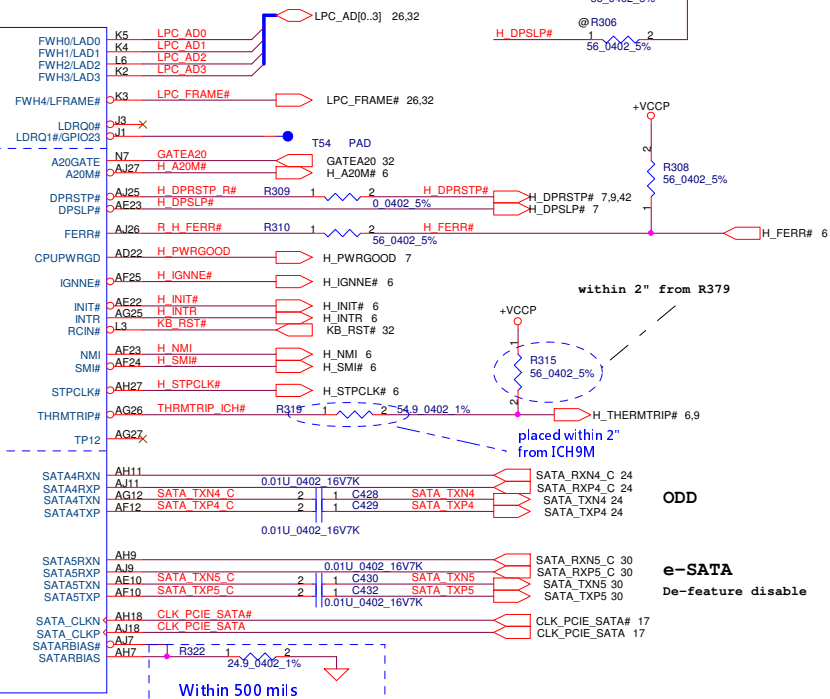 LPC_AD[0..3] 26,32
@ R306
H_DPSLP# 1 2
56_0402_5%
FWH0/LAD0 K5 LPC_AD0
FWH1/LAD1 K4 LPC_AD1
FWH2/LAD2 L6 LPC_AD2
FWH3/LAD3 K2 LPC_AD3
FWH4/LFRAME# K3 LPC_FRAME# LPC_FRAME# 26,32
LDRQ0# J3
LDRQ1#/GPIO23 J1
T54 PAD
+VCCP
A20GATE N7 GATEA20 GATEA20 32
A20M# AJ27 H_A20M# H_A20M# 6
2 R308
56_0402_5%
1
DPRSTP# AJ25 H_DPRSTP_R# R309 1 2 H_DPRSTP# H_DPRSTP# 7,9,42
DPSLP# AE23 H_DPSLP# 0_0402_5% H_DPSLP# 7
FERR# AJ26 R_H_FERR# R310 1 2 H_FERR# H_FERR# 6
56_0402_5%
CPUPWRGD AD22 H_PWRGOOD H_PWRGOOD 7
IGNNE# AF25 H_IGNNE# H_IGNNE# 6
within 2" from R379
INIT# AE22 H_INIT# H_INIT# 6
INTR AG25 H_INTR H_INTR 6
RCIN# L3 KB_RST# KB_RST# 32
+VCCP
NMI AF23 H_NMI H_NMI 6
SMI# AF24 H_SMI# H_SMI# 6
1 R315
56_0402_5%
2
STPCLK# AH27 H_STPCLK# H_STPCLK# 6
THRMTRIP# AG26 THRMTRIP_ICH# R319 1 2 54.9_0402_1% H_THERMTRIP# 6,9
TP12 AG27
placed within 2"
from ICH9M
SATA4RXN AH11 SATA_RXN4_C 24
SATA4RXP AJ11 0.01U_0402_16V7K SATA_RXP4_C 24
SATA4TXN AG12 SATA_TXN4_C 2 1 C428 SATA_TXN4 SATA_TXN4 24
SATA4TXP AF12 SATA_TXP4_C 2 1 C429 SATA_TXP4 SATA_TXP4 24
0.01U_0402_16V7K
ODD
SATA5RXN AH9 SATA_RXN5_C 30
SATA5RXP AJ9 0.01U_0402_16V7K SATA_RXP5_C 30
SATA5TXN AE10 SATA_TXN5_C 2 1 C430 SATA_TXN5 SATA_TXN5 30
SATA5TXP AF10 SATA_TXP5_C 2 1 C432 SATA_TXP5 SATA_TXP5 30
0.01U_0402_16V7K
e-SATA
De-feature disable
SATA_CLKN AH18 CLK_PCIE_SATA# CLK_PCIE_SATA# 17
SATA_CLKP AJ18 CLK_PCIE_SATA CLK_PCIE_SATA 17
SATARBIAS# AJ7
SATARBIAS AH7 R322 1 2
24.9_0402_1%
Within 500 mils